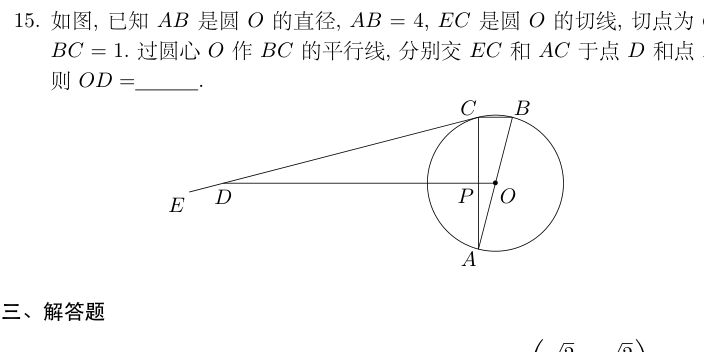 15. 如图, 已知 AB 是圆 O 的直径, AB = 4, EC 是圆 O 的切线, 切点为
BC = 1. 过圆心 O 作 BC 的平行线, 分别交 EC 和 AC 于点 D 和点
则 OD =______.
C B
E D P O
A
三、解答题